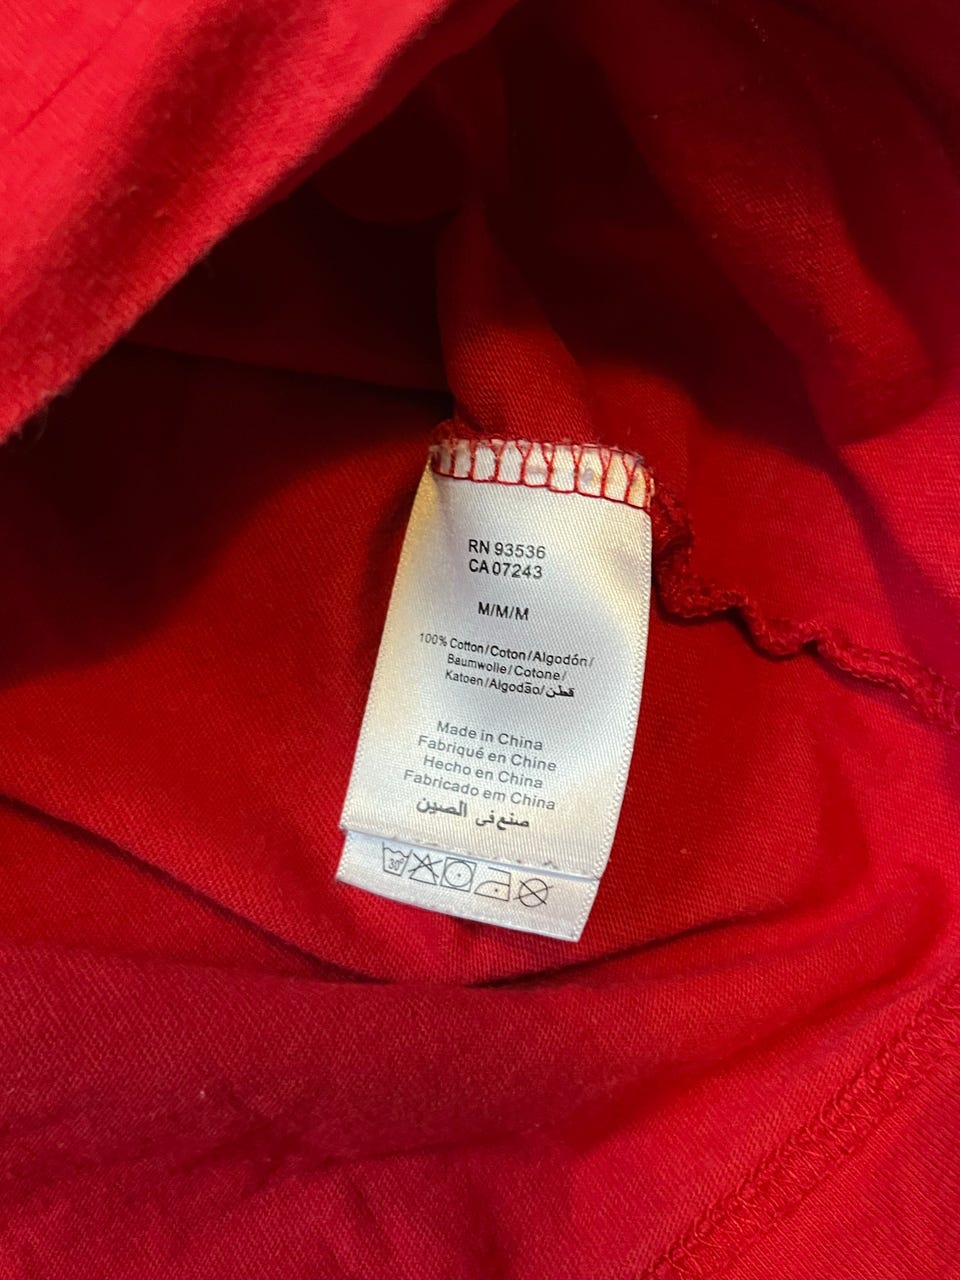 RN 93536
CA 07243
M/M/M
100% Cotton/Coton/Algodón/
Baumwolle/Cotone/
Katoen/Algodão/قطن
Made in China
Fabriqué en Chine
Hecho en China
Fabricado em China
صنع في الصين
30°